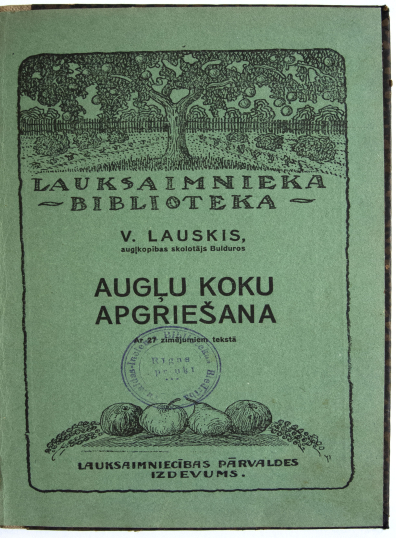 LAUKSAIMNIEKA
BIBLIOTEKA
V. LAUSKIS,
augļkopības skolotājs Bulduros
AUGĻU KOKU
APGRIEŠANA
Ar 27 zīmējumiem tekstā
LAUKSAIMNIECĪBAS PĀRVALDES
IZDEVUMS.